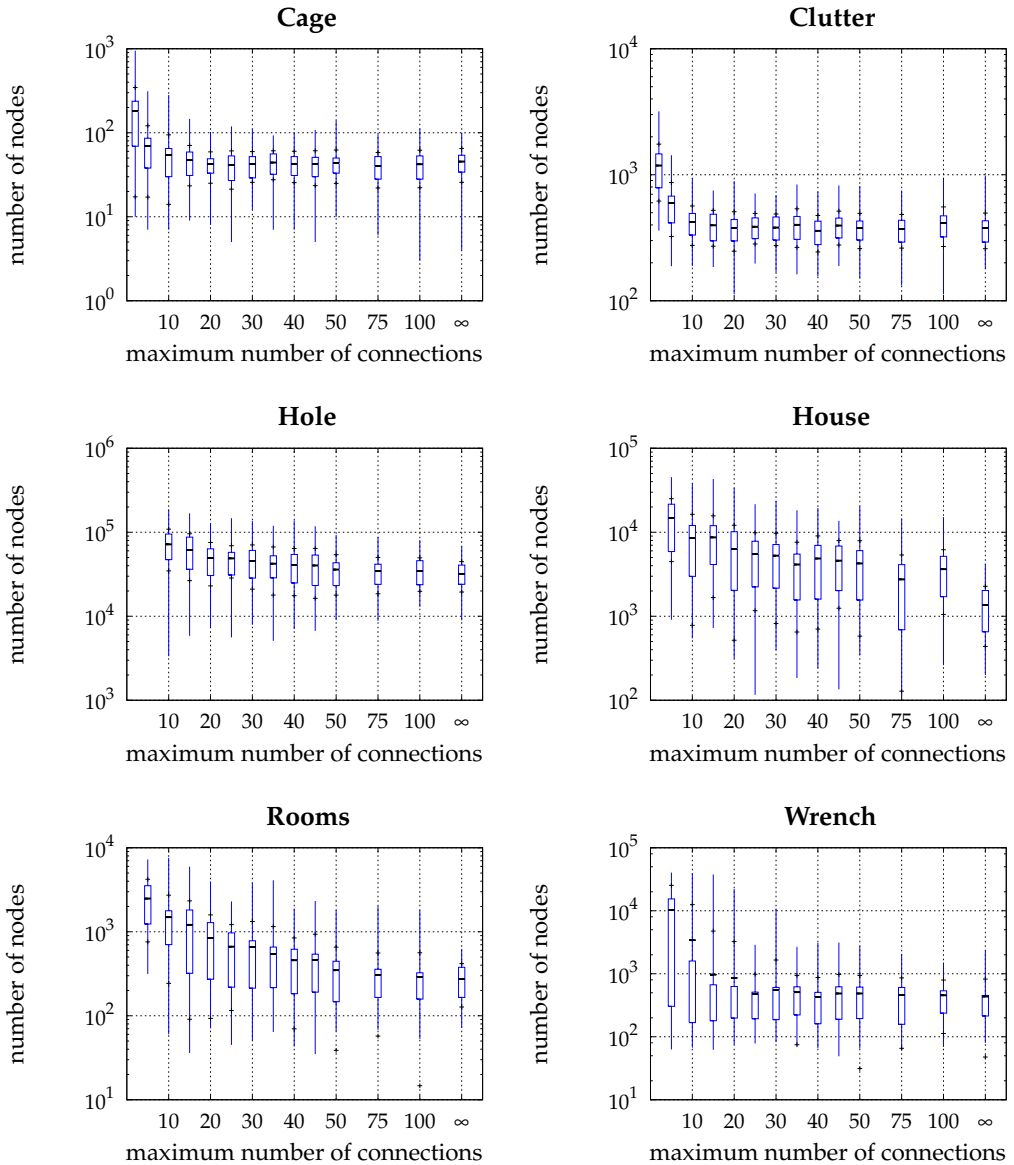 Cage
number of nodes
10^3
10^2
10^1
10^0
10 20 30 40 50 75 100 ∞
maximum number of connections
Clutter
number of nodes
10^4
10^3
10^2
10 20 30 40 50 75 100 ∞
maximum number of connections
Hole
number of nodes
10^6
10^5
10^4
10^3
10 20 30 40 50 75 100 ∞
maximum number of connections
House
number of nodes
10^5
10^4
10^3
10^2
10 20 30 40 50 75 100 ∞
maximum number of connections
Rooms
number of nodes
10^4
10^3
10^2
10^1
10 20 30 40 50 75 100 ∞
maximum number of connections
Wrench
number of nodes
10^5
10^4
10^3
10^2
10^1
10 20 30 40 50 75 100 ∞
maximum number of connections